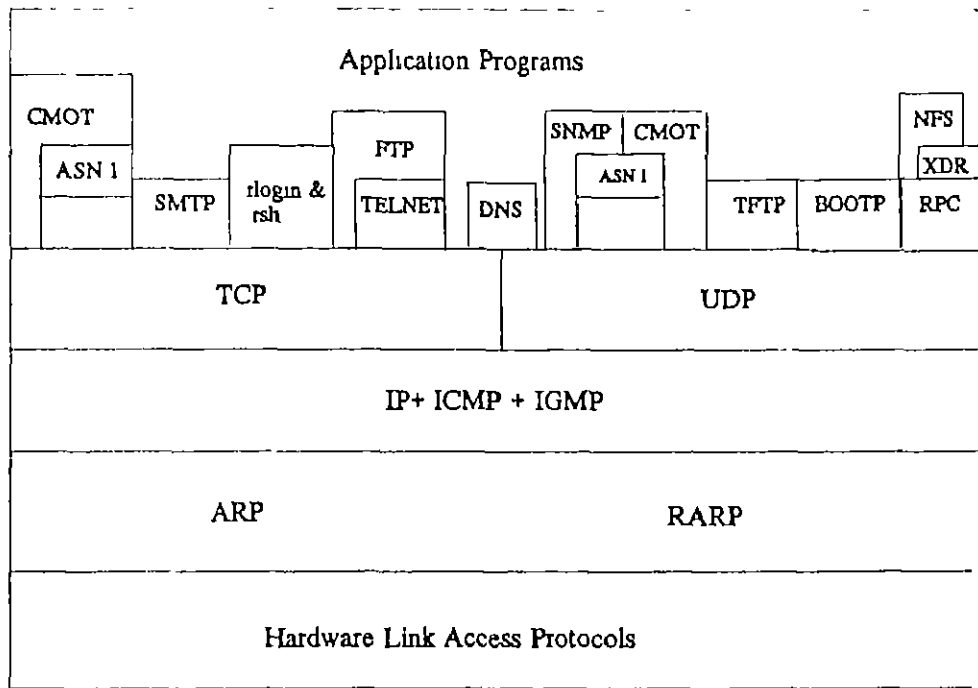 Application Programs
CMOT
SNMP
CMOT
NFS
FTP
ASN 1
ASN 1
XDR
SMTP
rlogin &
rsh
TELNET
DNS
TFTP
BOOTP
RPC
TCP
UDP
IP+ ICMP + IGMP
ARP
RARP
Hardware Link Access Protocols